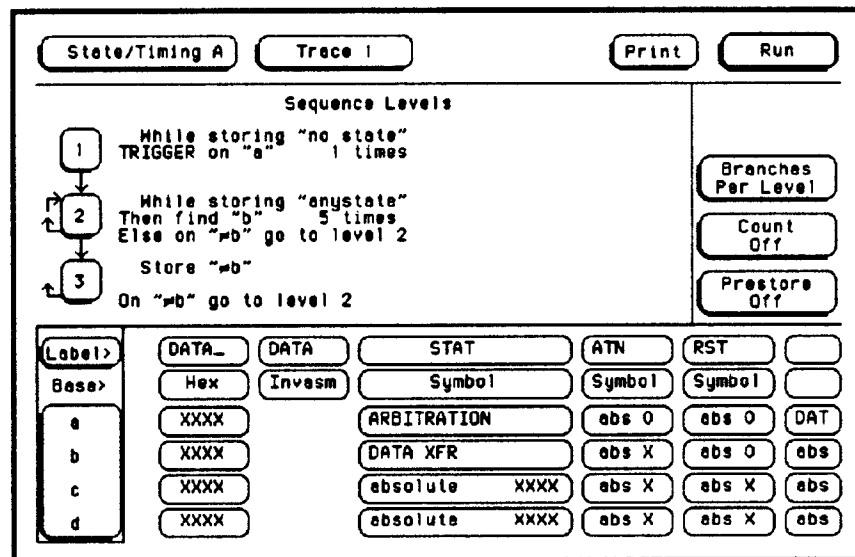 State/Timing A Trace 1 Print Run
Sequence Levels
1 While storing "no state"
TRIGGER on "a" 1 times
Branches
Per Level
2 While storing "anystate"
Then find "b" 5 times
Else on "≠b" go to level 2
Count
Off
3 Store "≠b"
On "≠b" go to level 2
Prestore
Off
Label> DATA_ DATA STAT ATN RST
Base> Hex Invasm Symbol Symbol Symbol
a XXXX ARBITRATION abs 0 abs 0 DAT
b XXXX DATA XFR abs X abs 0 abs
c XXXX absolute XXXX abs X abs X abs
d XXXX absolute XXXX abs X abs X abs